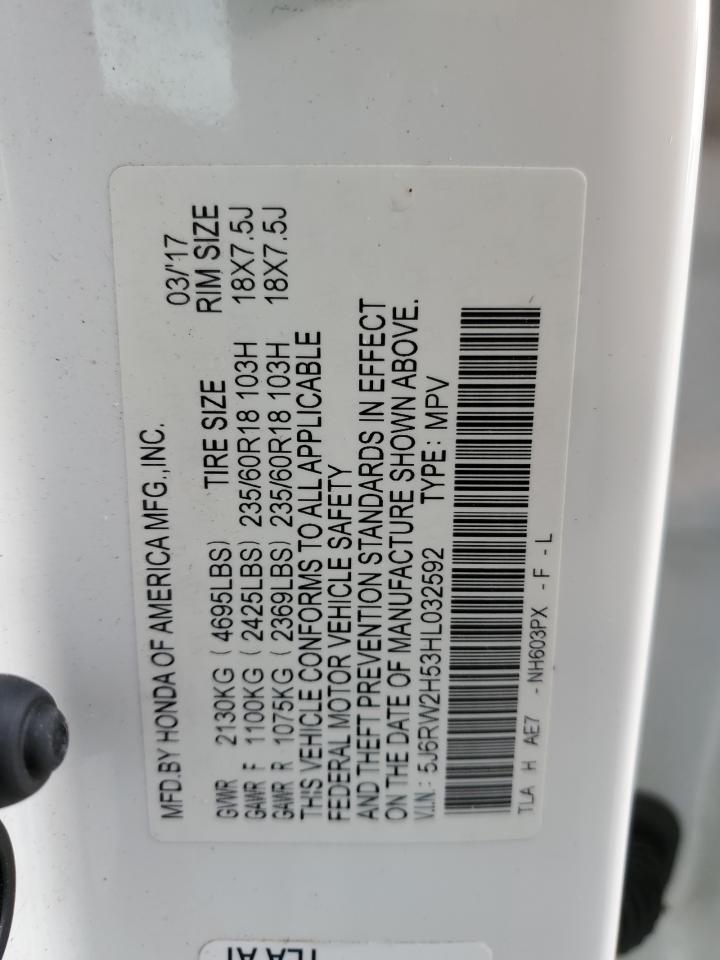 MFD.BY HONDA OF AMERICA MFG.,INC. 03/'17
GVWR 2130KG ( 4695LBS) TIRE SIZE RIM SIZE
GAWR F 1100KG ( 2425LBS) 235/60R18 103H 18X7.5J
GAWR R 1075KG ( 2369LBS) 235/60R18 103H 18X7.5J
THIS VEHICLE CONFORMS TO ALL APPLICABLE
FEDERAL MOTOR VEHICLE SAFETY
AND THEFT PREVENTION STANDARDS IN EFFECT
ON THE DATE OF MANUFACTURE SHOWN ABOVE.
V.I.N.: 5J6RW2H53HL032592 TYPE: MPV
TLA H AE7 - NH603PX - F - L